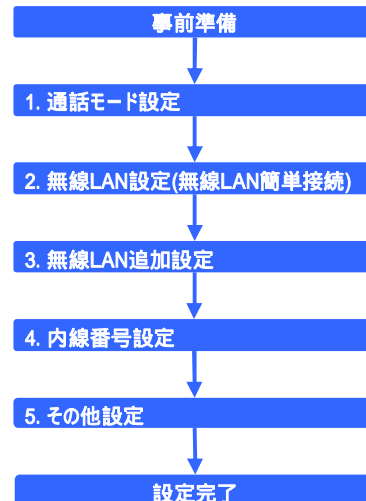 事前準備
1. 通話モード設定
2. 無線LAN設定(無線LAN簡単接続)
3. 無線LAN追加設定
4. 内線番号設定
5. その他設定
設定完了